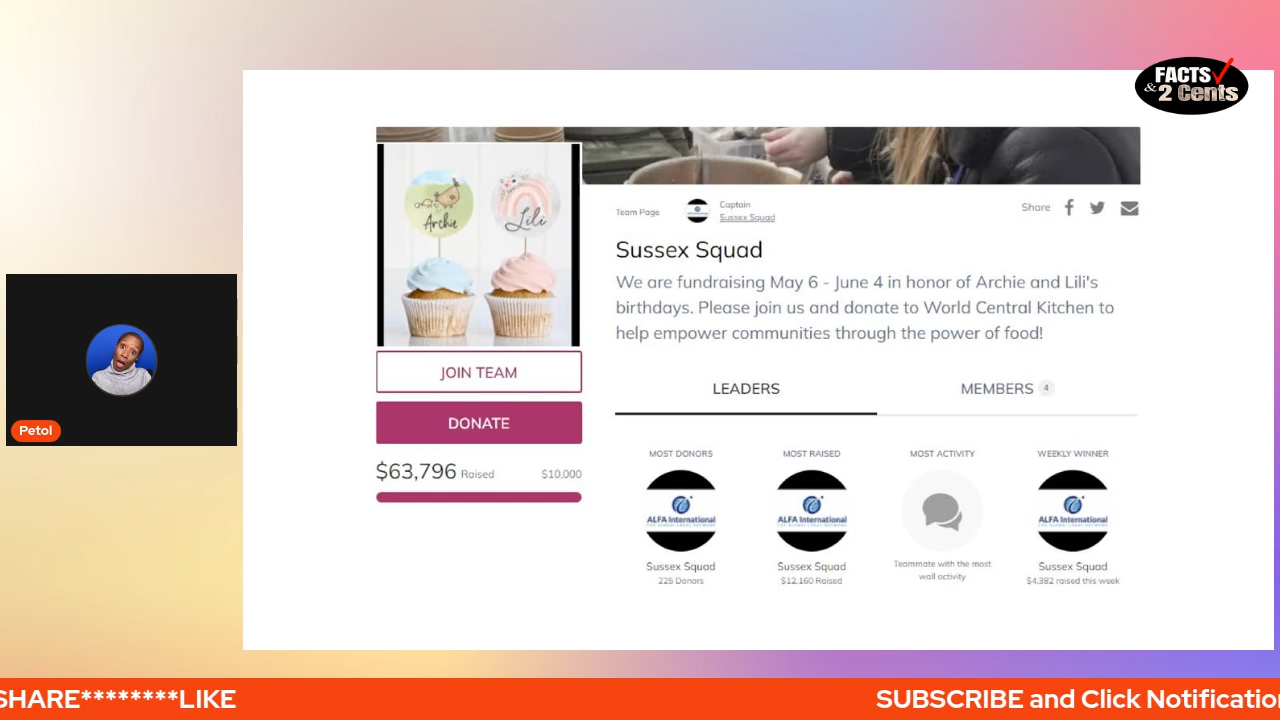 FACTS
& 2 Cents
Archie
Lili
Team Page
Captain
Sussex Squad
Share
Sussex Squad
We are fundraising May 6 - June 4 in honor of Archie and Lili's
birthdays. Please join us and donate to World Central Kitchen to
help empower communities through the power of food!
JOIN TEAM
DONATE
$63,796 Raised
$10,000
LEADERS
MEMBERS 4
MOST DONORS
MOST RAISED
MOST ACTIVITY
WEEKLY WINNER
ALFA International
ALFA International
ALFA International
Sussex Squad
225 Donors
Sussex Squad
$12,160 Raised
Teammate with the most
wall activity
Sussex Squad
$4,382 raised this week
Petol
SHARE********LIKE
SUBSCRIBE and Click Notification